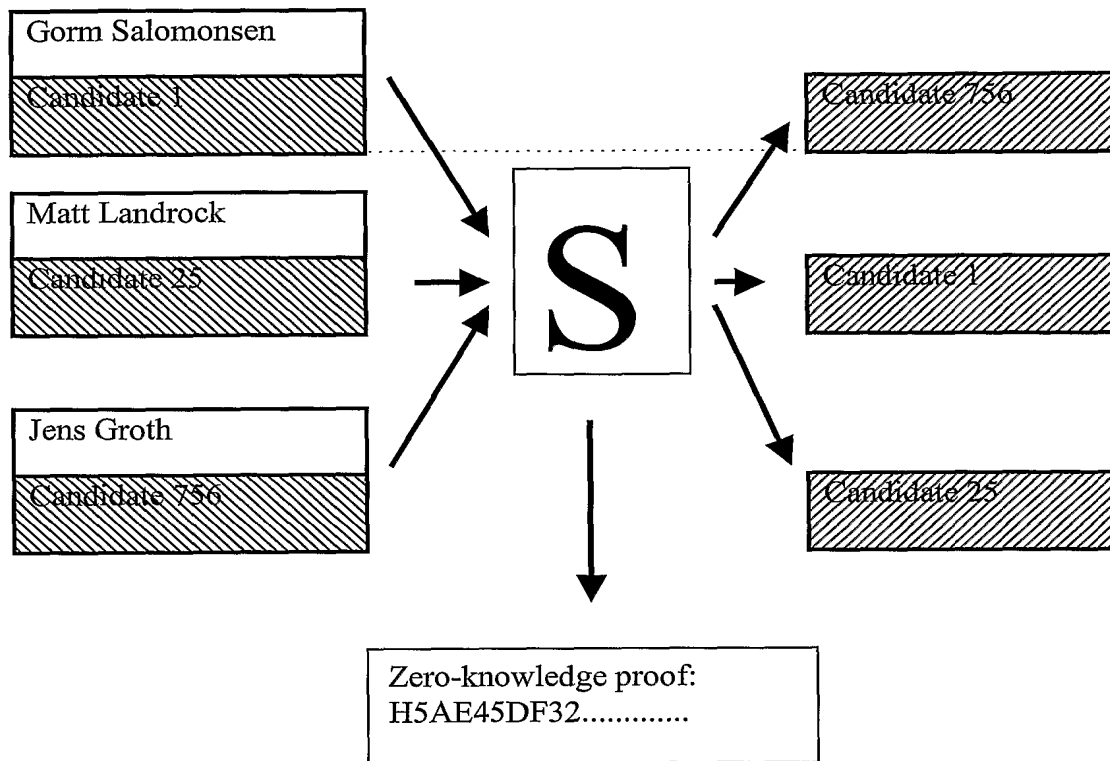 Gorm Salomonsen
Candidate 1
Matt Landrock
Candidate 25
Jens Groth
Candidate 756
S
Candidate 756
Candidate 1
Candidate 25
Zero-knowledge proof:
H5AE45DF32.............